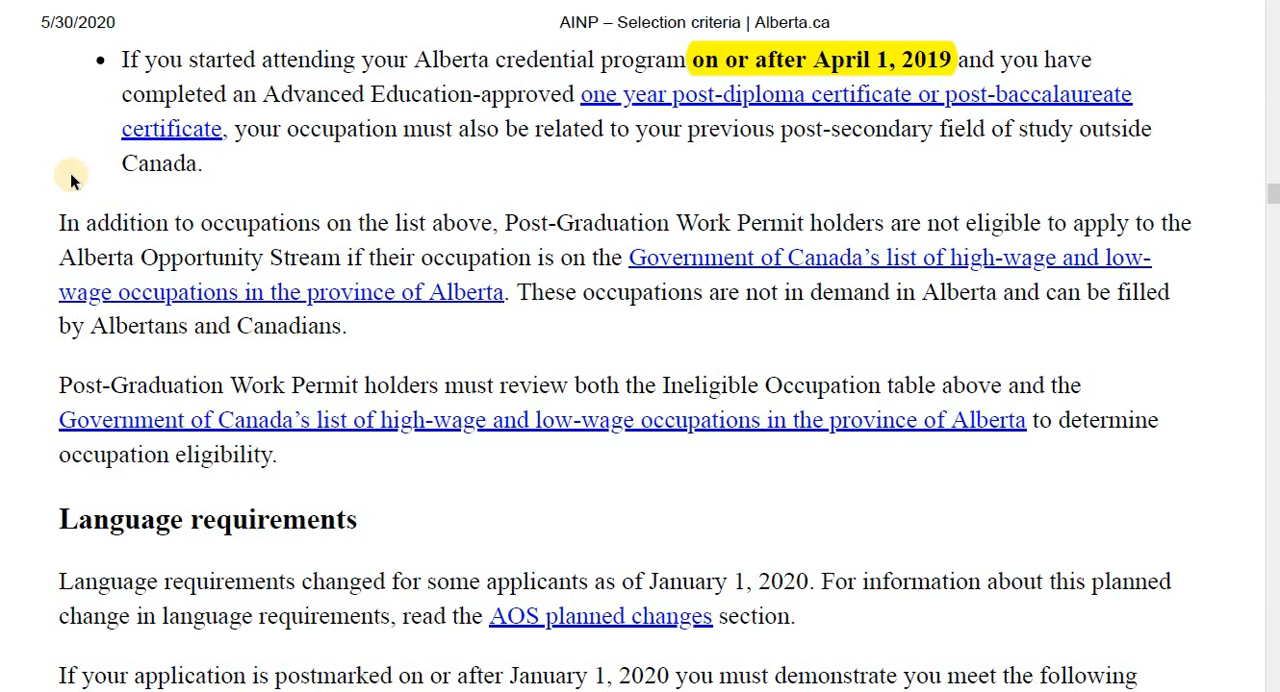 5/30/2020 AINP – Selection criteria | Alberta.ca
• If you started attending your Alberta credential program on or after April 1, 2019 and you have
completed an Advanced Education-approved one year post-diploma certificate or post-baccalaureate
certificate, your occupation must also be related to your previous post-secondary field of study outside
Canada.
In addition to occupations on the list above, Post-Graduation Work Permit holders are not eligible to apply to the
Alberta Opportunity Stream if their occupation is on the Government of Canada’s list of high-wage and low-
wage occupations in the province of Alberta. These occupations are not in demand in Alberta and can be filled
by Albertans and Canadians.
Post-Graduation Work Permit holders must review both the Ineligible Occupation table above and the
Government of Canada’s list of high-wage and low-wage occupations in the province of Alberta to determine
occupation eligibility.
Language requirements
Language requirements changed for some applicants as of January 1, 2020. For information about this planned
change in language requirements, read the AOS planned changes section.
If your application is postmarked on or after January 1, 2020 you must demonstrate you meet the following